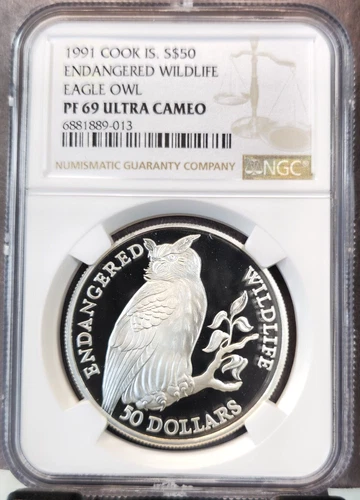 1991 COOK IS. S$50
ENDANGERED WILDLIFE
EAGLE OWL
PF 69 ULTRA CAMEO
6881889-013
NUMISMATIC GUARANTY COMPANY
NGC
ENDANGERED
WILDLIFE
50 DOLLARS